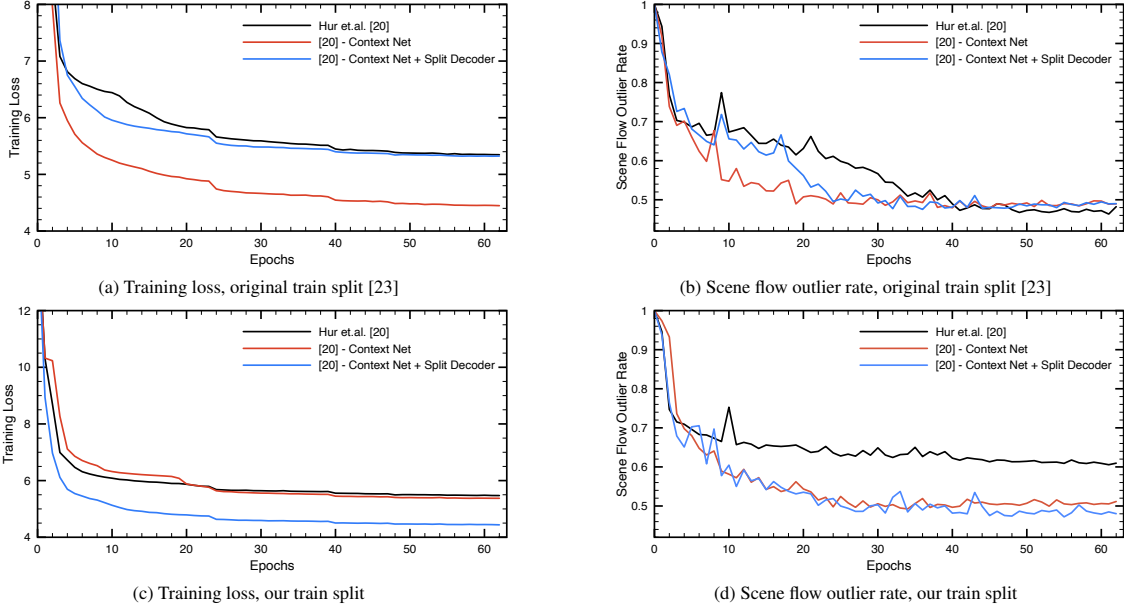 8
7
6
5
4
0
10
20
30
40
50
60
Training Loss
Epochs
Hur et.al. [20]
[20] - Context Net
[20] - Context Net + Split Decoder
(a) Training loss, original train split [23]
1
0.9
0.8
0.7
0.6
0.5
0
10
20
30
40
50
60
Scene Flow Outlier Rate
Epochs
Hur et.al. [20]
[20] - Context Net
[20] - Context Net + Split Decoder
(b) Scene flow outlier rate, original train split [23]
12
10
8
6
4
0
10
20
30
40
50
60
Training Loss
Epochs
Hur et.al. [20]
[20] - Context Net
[20] - Context Net + Split Decoder
(c) Training loss, our train split
1
0.9
0.8
0.7
0.6
0.5
0
10
20
30
40
50
60
Scene Flow Outlier Rate
Epochs
Hur et.al. [20]
[20] - Context Net
[20] - Context Net + Split Decoder
(d) Scene flow outlier rate, our train split